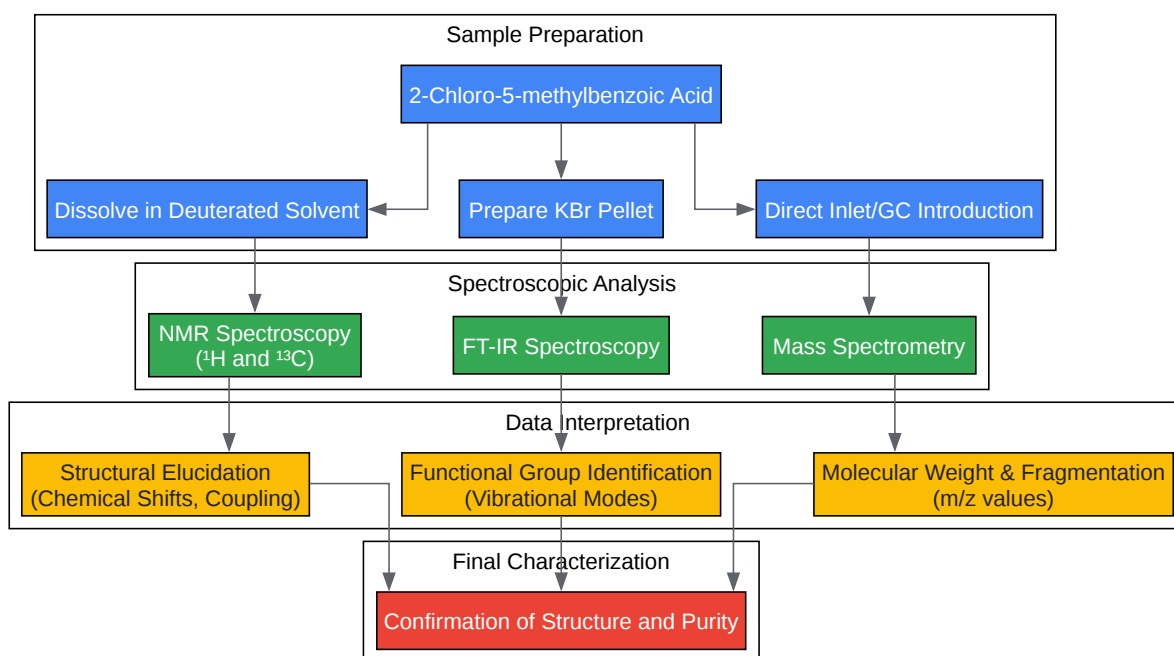 Sample Preparation
2-Chloro-5-methylbenzoic Acid
Dissolve in Deuterated Solvent
Prepare KBr Pellet
Direct Inlet/GC Introduction
Spectroscopic Analysis
NMR Spectroscopy
(¹H and ¹³C)
FT-IR Spectroscopy
Mass Spectrometry
Data Interpretation
Structural Elucidation
(Chemical Shifts, Coupling)
Functional Group Identification
(Vibrational Modes)
Molecular Weight & Fragmentation
(m/z values)
Final Characterization
Confirmation of Structure and Purity